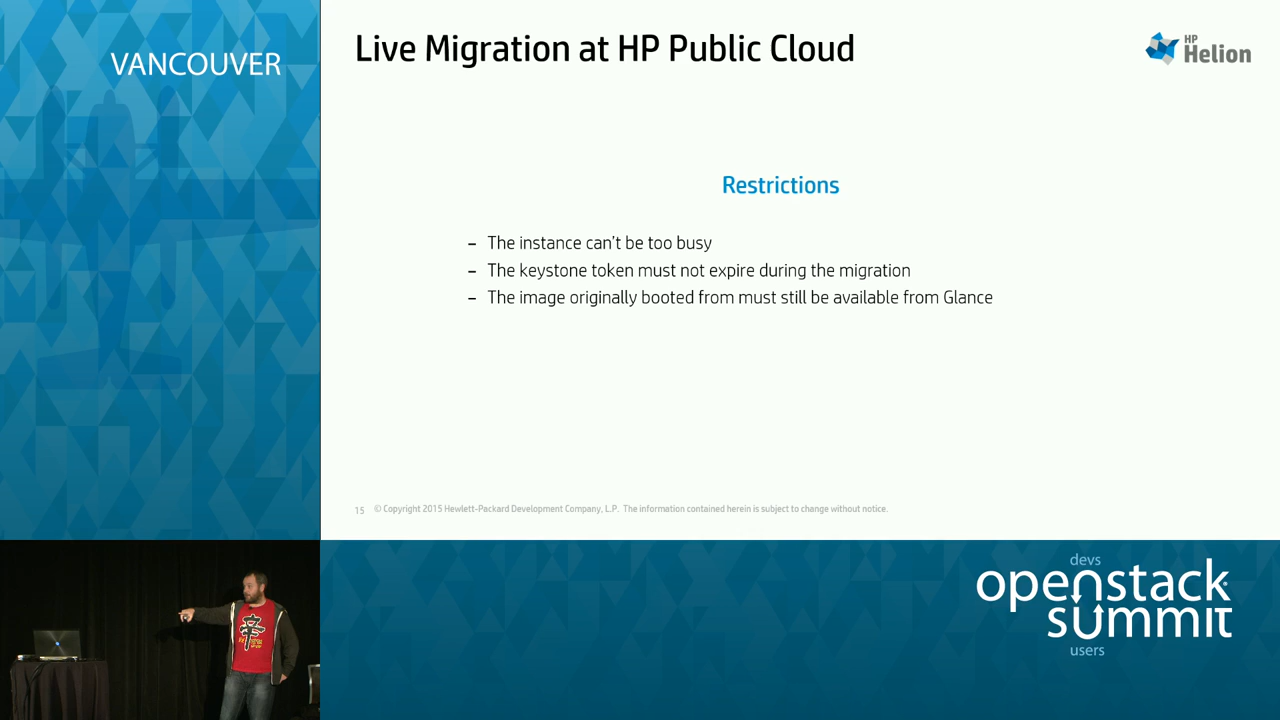 VANCOUVER
Live Migration at HP Public Cloud
HP
Helion
Restrictions
– The instance can't be too busy
– The keystone token must not expire during the migration
– The image originally booted from must still be available from Glance
15 © Copyright 2015 Hewlett-Packard Development Company, L.P. The information contained herein is subject to change without notice.
devs
openstack
summit
users
辛